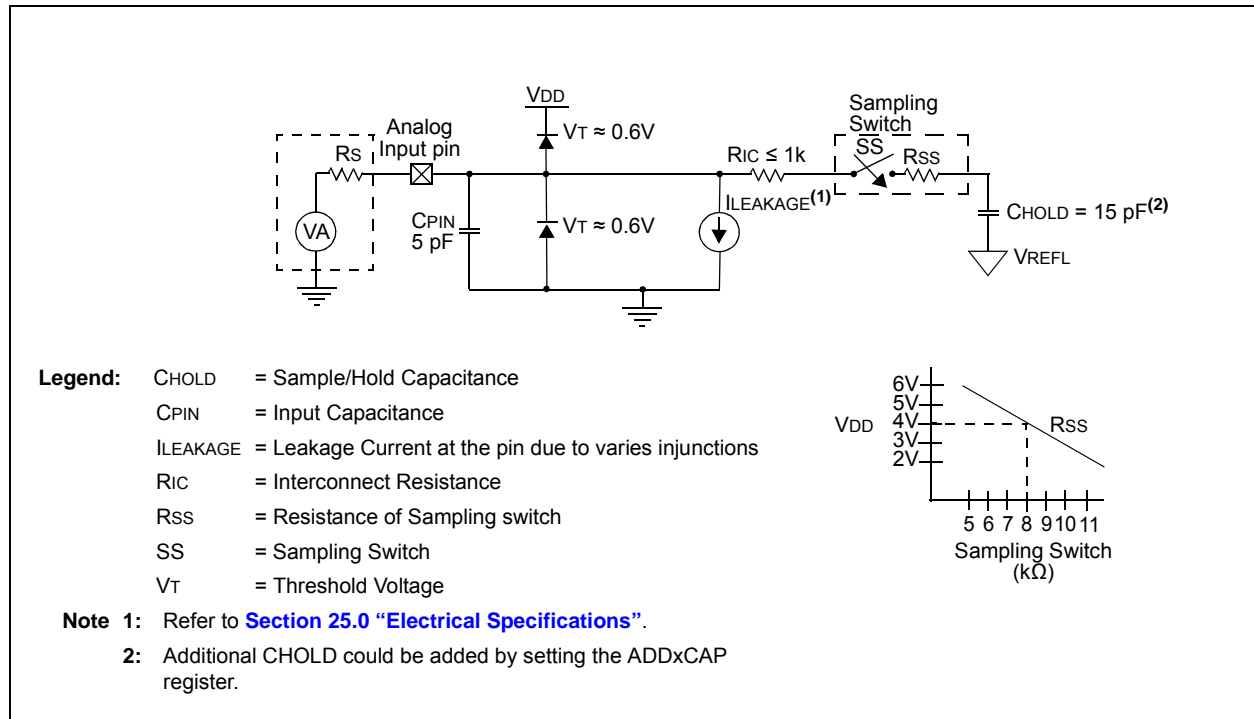 VDD
Sampling
Switch
Analog
Input pin
VT ≈ 0.6V
SS
RS
RIC ≤ 1k
RSS
ILEAKAGE(1)
CPIN
5 pF
VT ≈ 0.6V
CHOLD = 15 pF(2)
VA
VREFL
Legend: CHOLD = Sample/Hold Capacitance
CPIN = Input Capacitance
ILEAKAGE = Leakage Current at the pin due to varies injunctions
RIC = Interconnect Resistance
RSS = Resistance of Sampling switch
SS = Sampling Switch
VT = Threshold Voltage
6V
5V
VDD 4V RSS
3V
2V
5 6 7 8 9 10 11
Sampling Switch
(kΩ)
Note 1: Refer to Section 25.0 “Electrical Specifications”.
2: Additional CHOLD could be added by setting the ADDxCAP
register.